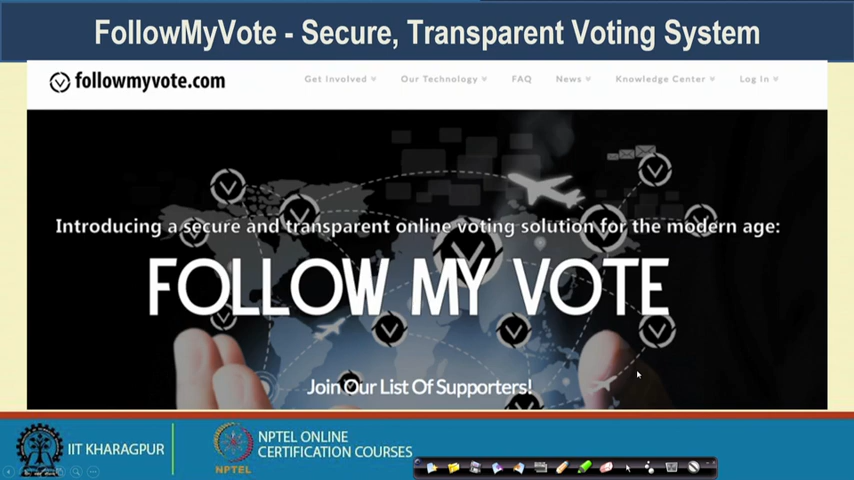 FollowMyVote - Secure, Transparent Voting System
followmyvote.com
Get Involved Our Technology FAQ News Knowledge Center Log In
Introducing a secure and transparent online voting solution for the modern age:
FOLLOW MY VOTE
Join Our List Of Supporters!
IIT KHARAGPUR
NPTEL
NPTEL ONLINE
CERTIFICATION COURSES